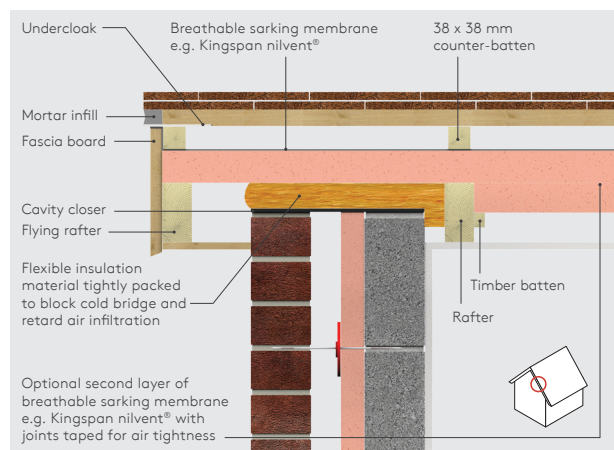 Undercloak
Breathable sarking membrane
e.g. Kingspan nilvent®
38 x 38 mm
counter-batten
Mortar infill
Fascia board
Cavity closer
Flying rafter
Flexible insulation
material tightly packed
to block cold bridge and
retard air infiltration
Timber batten
Rafter
Optional second layer of
breathable sarking membrane
e.g. Kingspan nilvent® with
joints taped for air tightness